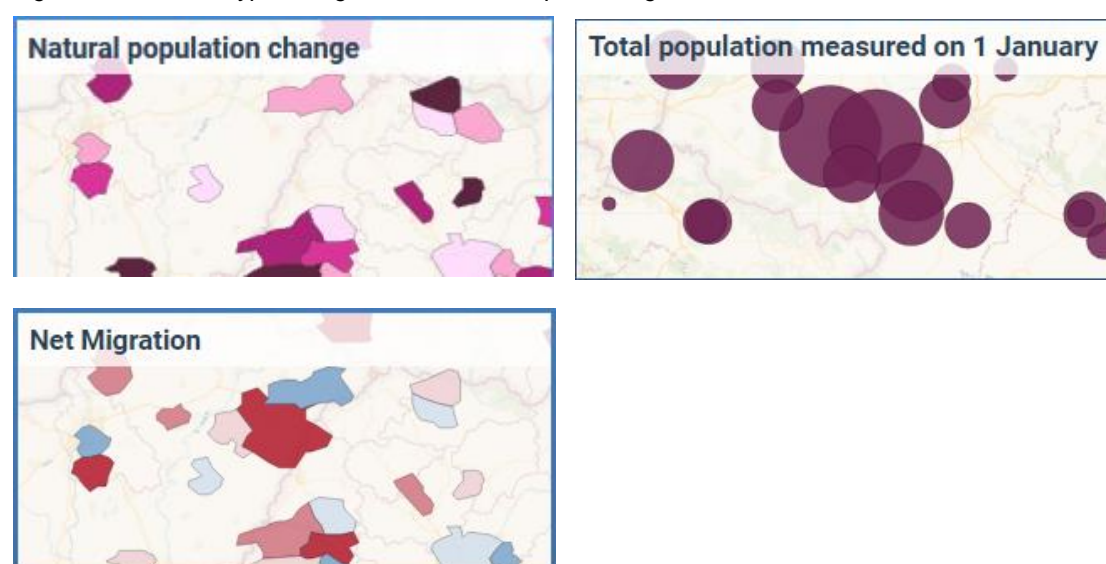 Natural population change
Total population measured on 1 January
Net Migration